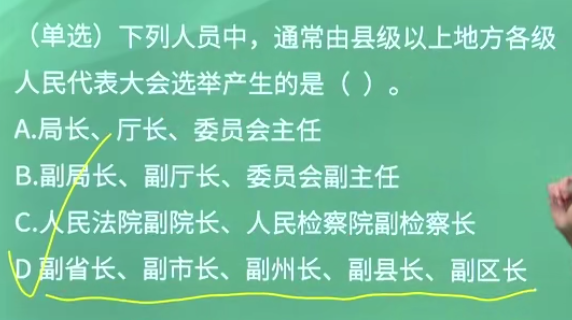 （单选）下列人员中，通常由县级以上地方各级
人民代表大会选举产生的是（ ）。
A.局长、厅长、委员会主任
B.副局长、副厅长、委员会副主任
C.人民法院副院长、人民检察院副检察长
D 副省长、副市长、副州长、副县长、副区长